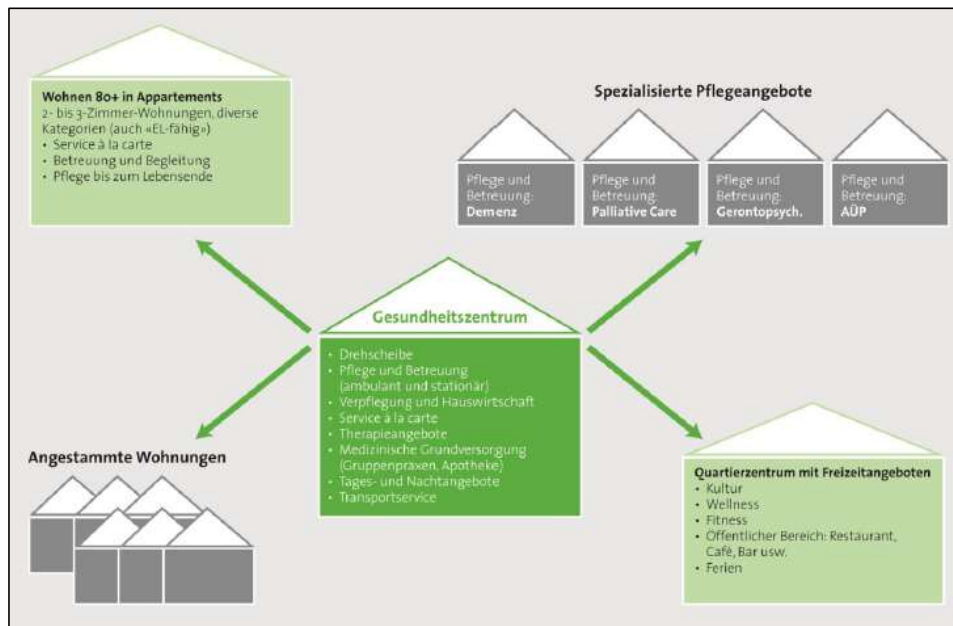 Wohnen 80+ in Appartements
2- bis 3-Zimmer-Wohnungen, diverse
Kategorien (auch «EL-fähig»)
• Service à la carte
• Betreuung und Begleitung
• Pflege bis zum Lebensende
Spezialisierte Pflegeangebote
Pflege und
Betreuung:
Demenz
Pflege und
Betreuung:
Palliative Care
Pflege und
Betreuung:
Gerontopsych.
Pflege und
Betreuung:
AÜP
Gesundheitszentrum
• Drehscheibe
• Pflege und Betreuung
(ambulant und stationär)
• Verpflegung und Hauswirtschaft
• Service à la carte
• Therapieangebote
• Medizinische Grundversorgung
(Gruppenpraxen, Apotheke)
• Tages- und Nachtangebote
• Transportservice
Angestammte Wohnungen
Quartierzentrum mit Freizeitangeboten
• Kultur
• Wellness
• Fitness
• Öffentlicher Bereich: Restaurant,
Café, Bar usw.
• Ferien